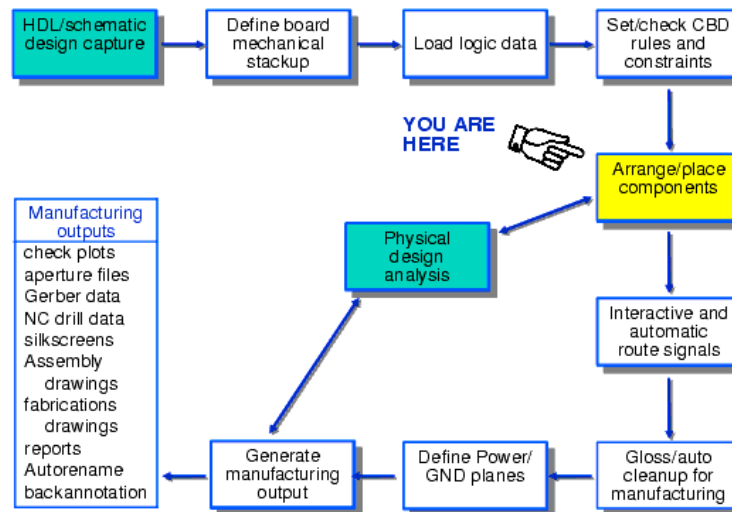 HDL/schematic
design capture
Define board
mechanical
stackup
Load logic data
Set/check CBD
rules and
constraints
YOU ARE
HERE
Arrange/place
components
Physical
design
analysis
Manufacturing
outputs
check plots
aperture files
Gerber data
NC drill data
silkscreens
Assembly
drawings
fabrications
drawings
reports
Autorename
backannotation
Interactive and
automatic
route signals
Generate
manufacturing
output
Define Power/
GND planes
Gloss/auto
cleanup for
manufacturing